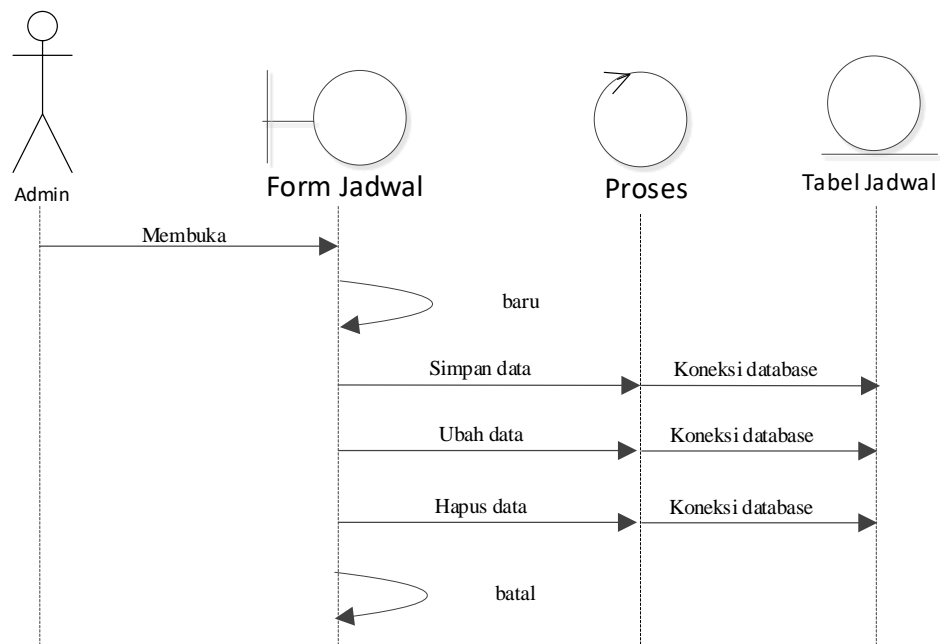 Admin
Form Jadwal
Proses
Tabel Jadwal
Membuka
baru
Simpan data
Koneksi database
Ubah data
Koneksi database
Hapus data
Koneksi database
batal